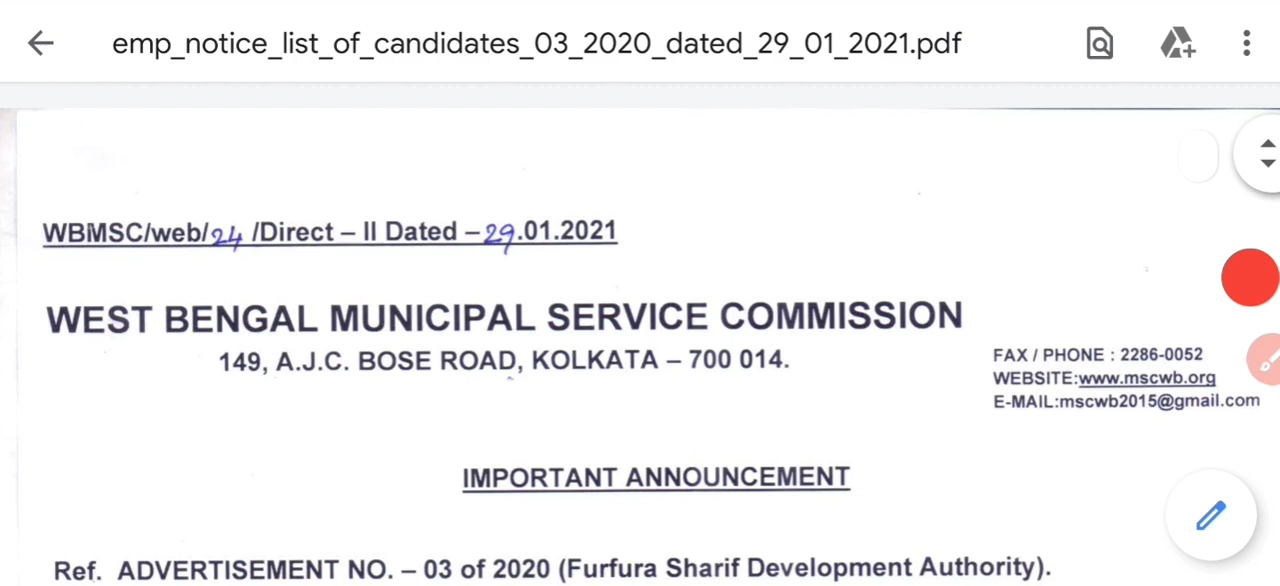 emp_notice_list_of_candidates_03_2020_dated_29_01_2021.pdf
WBMSC/web/24 /Direct – II Dated –29.01.2021
WEST BENGAL MUNICIPAL SERVICE COMMISSION
149, A.J.C. BOSE ROAD, KOLKATA – 700 014.
FAX / PHONE : 2286-0052
WEBSITE:www.mscwb.org
E-MAIL:mscwb2015@gmail.com
IMPORTANT ANNOUNCEMENT
Ref. ADVERTISEMENT NO. – 03 of 2020 (Furfura Sharif Development Authority).